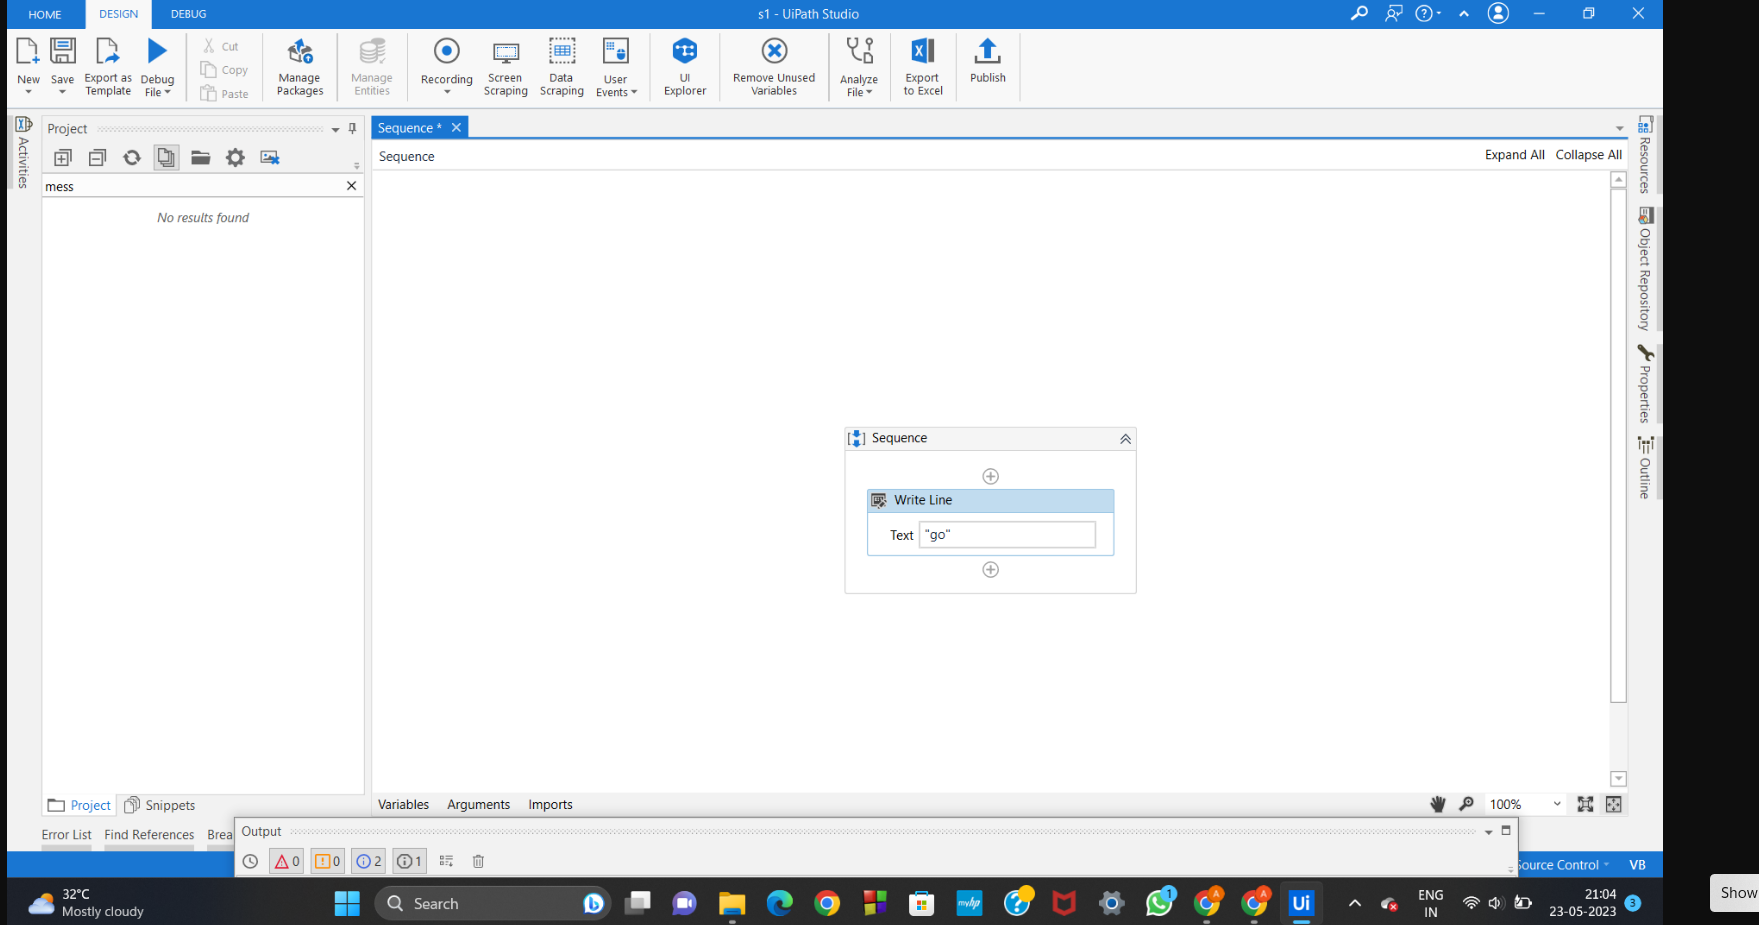 HOME DESIGN DEBUG s1 - UiPath Studio
New Save Export as Template Debug File Cut Copy Paste Manage Packages Manage Entities Recording Screen Scraping Data Scraping User Events UI Explorer Remove Unused Variables Analyze File Export to Excel Publish
Activities
Project
mess
No results found
Sequence *
Sequence
Expand All Collapse All
Resources
Object Repository
Properties
Outline
Sequence
Write Line
Text "go"
Project Snippets
Variables Arguments Imports
100%
Error List Find References Brea
Output
0 0 2 1
Source Control VB
32°C
Mostly cloudy
Search
myhp
1
A
A
Ui
ENG
IN
21:04
23-05-2023
3
Show